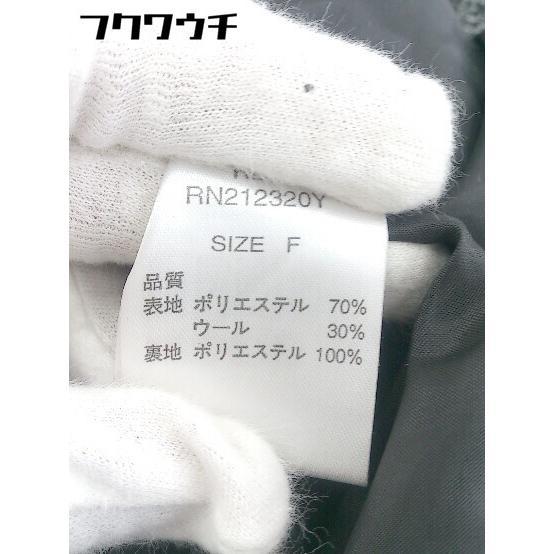 フクワウチ
RN212320Y
SIZE F
品質
表地 ポリエステル 70%
ウール 30%
裏地 ポリエステル 100%